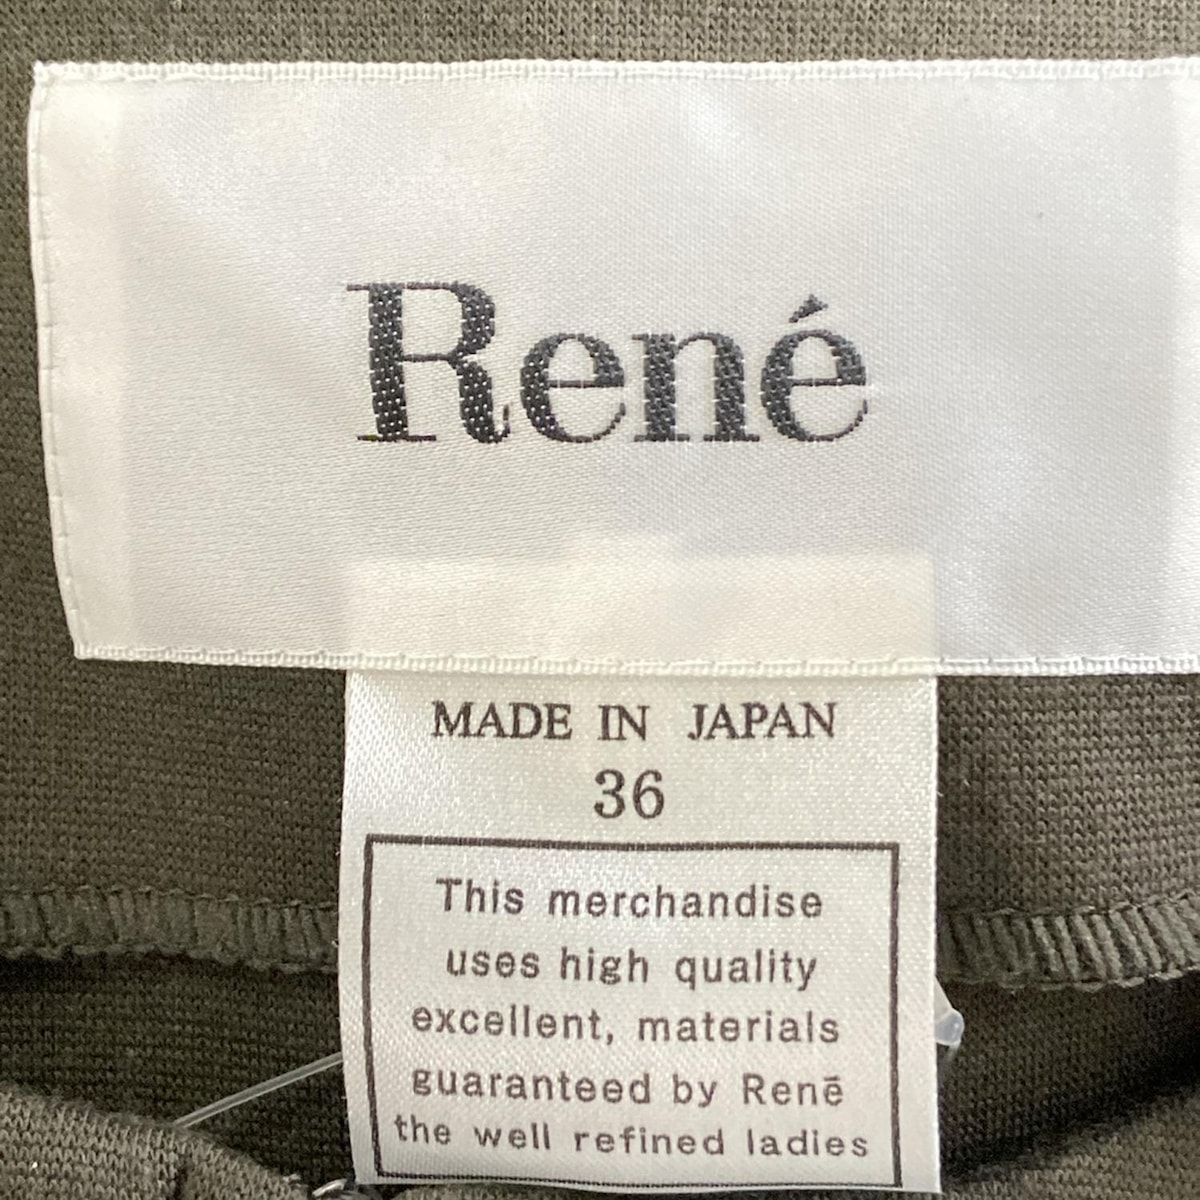 René
MADE IN JAPAN
36
This merchandise
uses high quality
excellent, materials
guaranteed by Renē
the well refined ladies